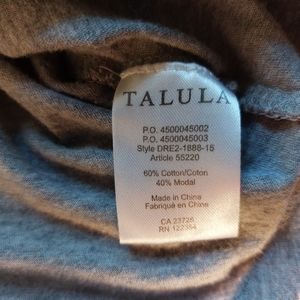 TALULA
P.O. 4500045002
P.O. 4500045003
Style DRE2-1888-15
Article 55220
60% Cotton/Coton
40% Modal
Made in China
Fabriqué en Chine
CA 23725
RN 122384